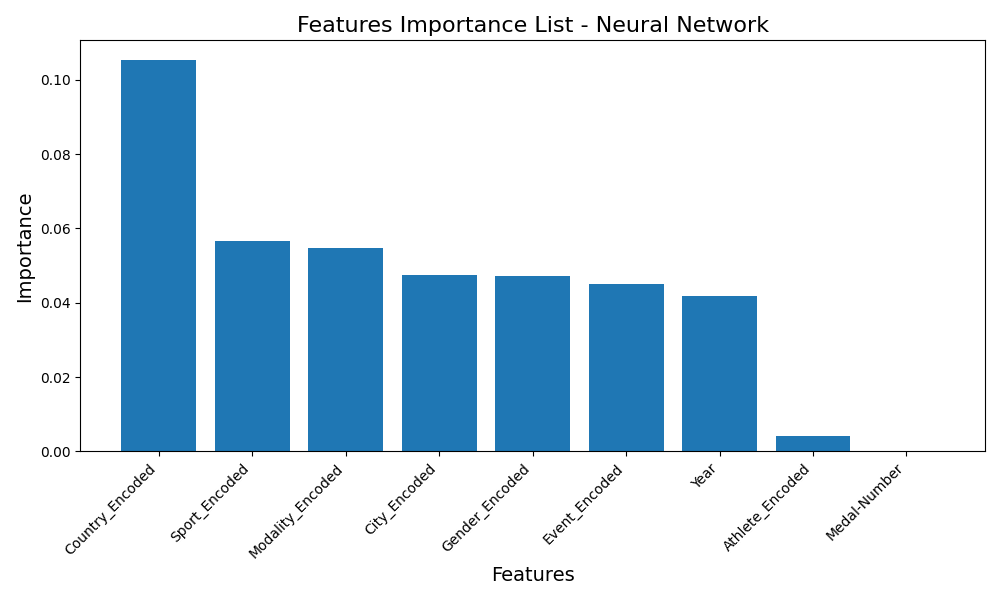 Features Importance List - Neural Network
Importance
0.10
0.08
0.06
0.04
0.02
0.00
Country_Encoded
Sport_Encoded
Modality_Encoded
City_Encoded
Gender_Encoded
Event_Encoded
Year
Athlete_Encoded
Medal-Number
Features